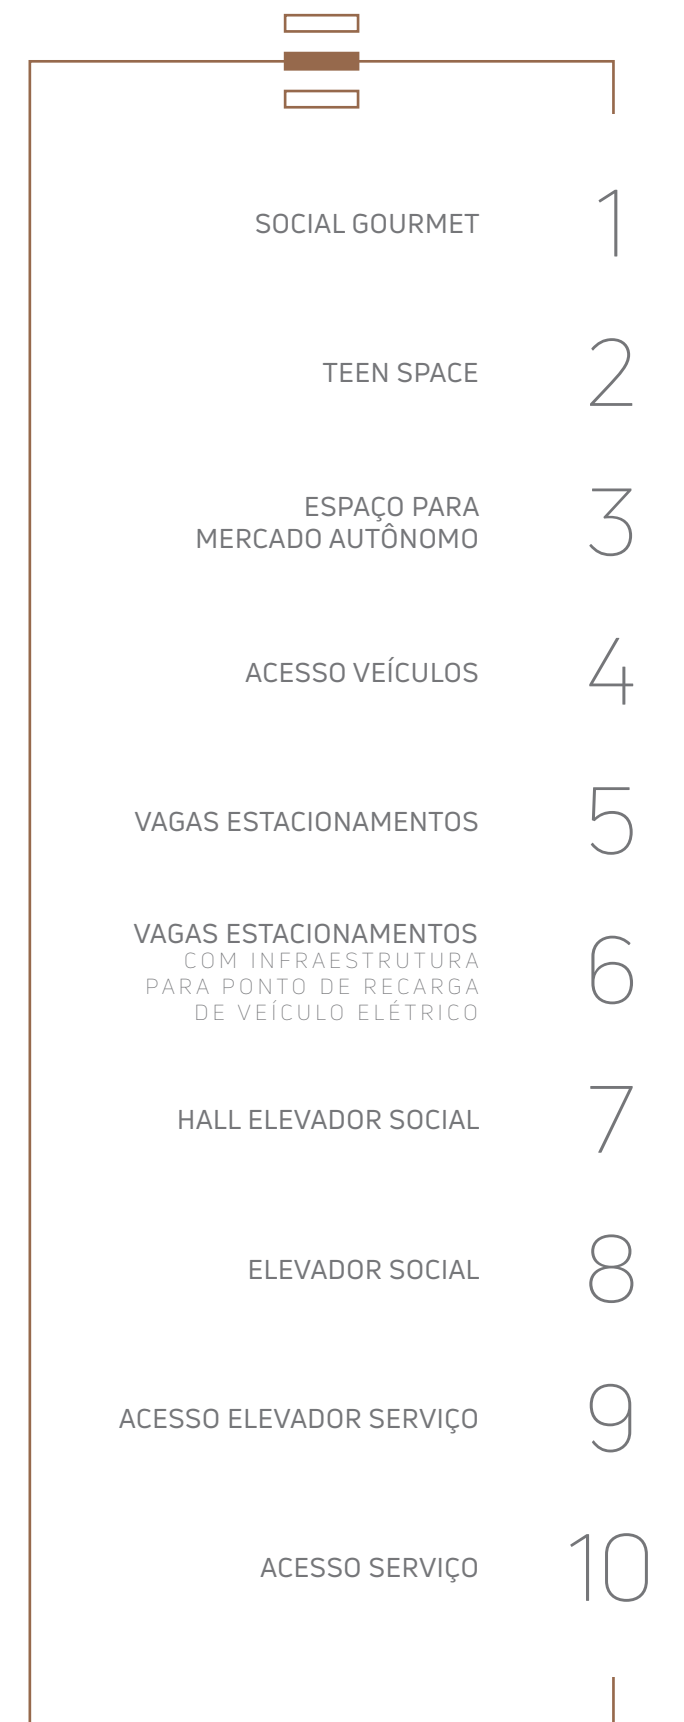 SOCIAL GOURMET 1
TEEN SPACE 2
ESPAÇO PARA
MERCADO AUTÔNOMO 3
ACESSO VEÍCULOS 4
VAGAS ESTACIONAMENTOS 5
VAGAS ESTACIONAMENTOS
COM INFRAESTRUTURA
PARA PONTO DE RECARGA
DE VEÍCULO ELÉTRICO 6
HALL ELEVADOR SOCIAL 7
ELEVADOR SOCIAL 8
ACESSO ELEVADOR SERVIÇO 9
ACESSO SERVIÇO 10